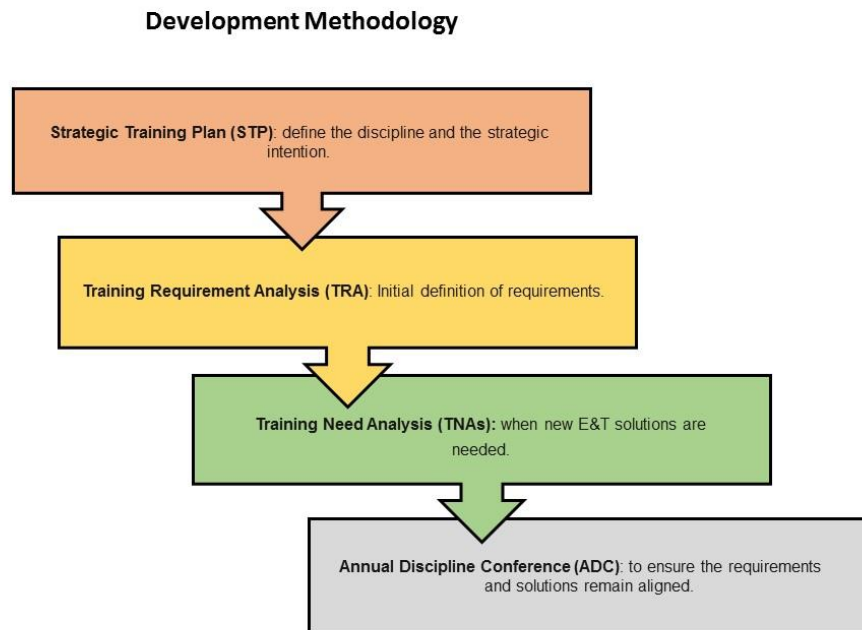 Development Methodology
Strategic Training Plan (STP): define the discipline and the strategic
intention.
Training Requirement Analysis (TRA): Initial definition of requirements.
Training Need Analysis (TNAs): when new E&T solutions are
needed.
Annual Discipline Conference (ADC): to ensure the requirements
and solutions remain aligned.